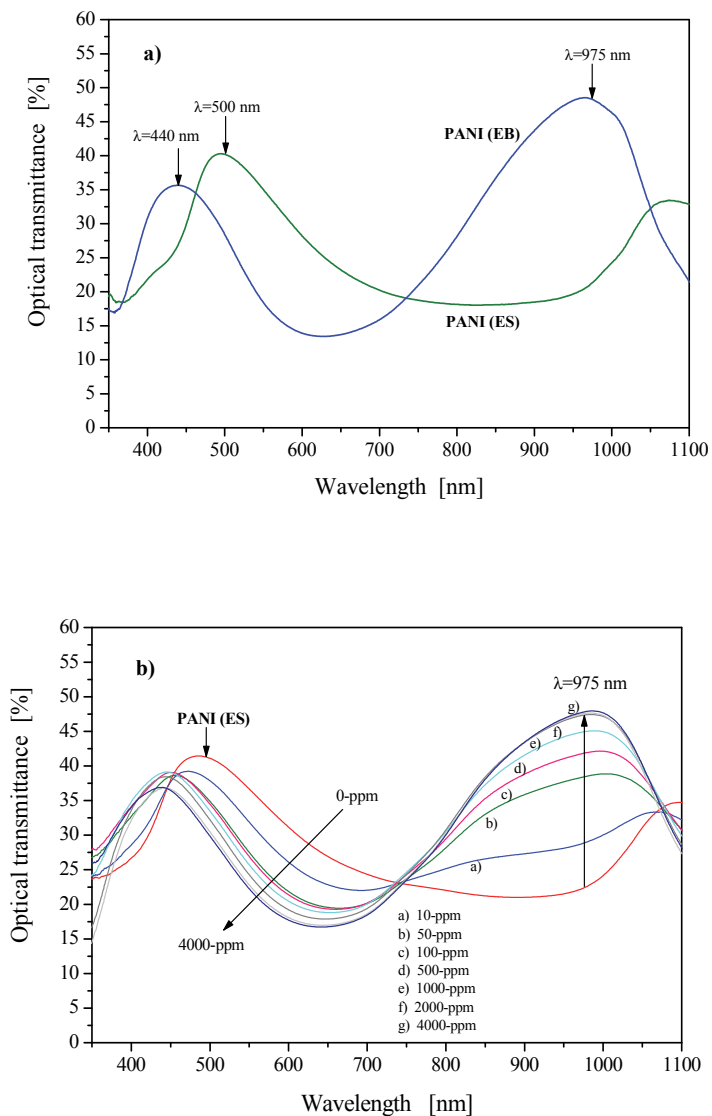 a)
λ=975 nm
λ=500 nm
λ=440 nm
PANI (EB)
PANI (ES)
Optical transmittance [%]
60
55
50
45
40
35
30
25
20
15
10
5
0
400 500 600 700 800 900 1000 1100
Wavelength [nm]
b)
λ=975 nm
PANI (ES)
g)
f)
e)
d)
c)
b)
a)
0-ppm
4000-ppm
a) 10-ppm
b) 50-ppm
c) 100-ppm
d) 500-ppm
e) 1000-ppm
f) 2000-ppm
g) 4000-ppm
Optical transmittance [%]
60
55
50
45
40
35
30
25
20
15
10
5
0
400 500 600 700 800 900 1000 1100
Wavelength [nm]